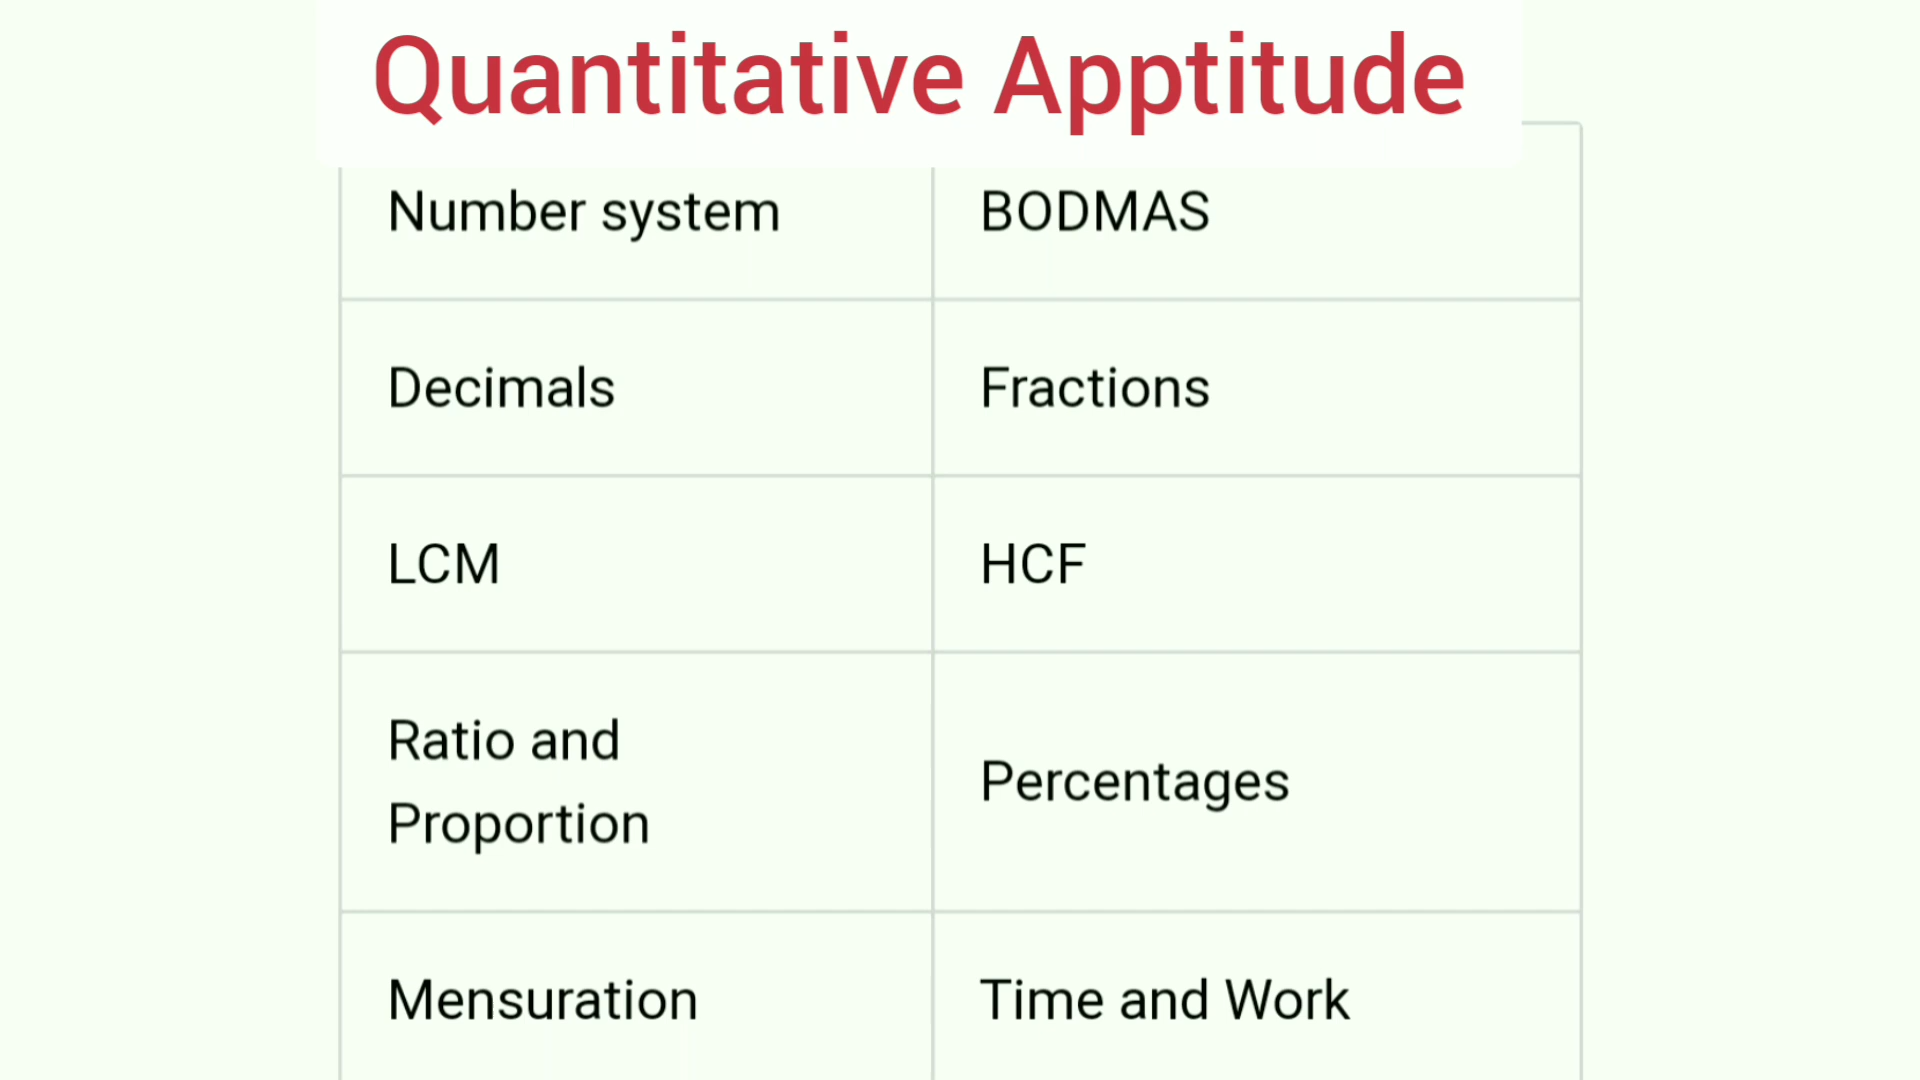 Quantitative Apptitude
Number system
BODMAS
Decimals
Fractions
LCM
HCF
Ratio and
Proportion
Percentages
Mensuration
Time and Work